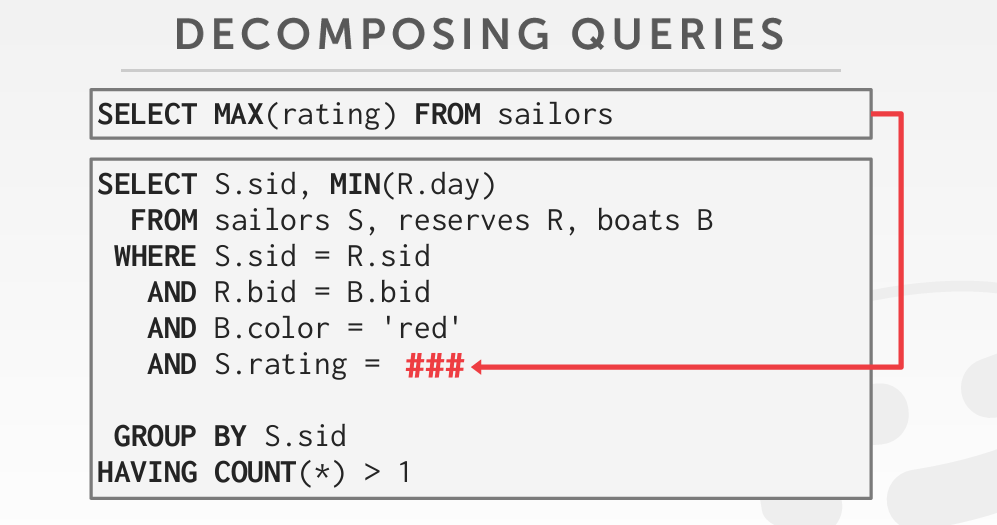 DECOMPOSING QUERIES
SELECT MAX(rating) FROM sailors
SELECT S.sid, MIN(R.day)
FROM sailors S, reserves R, boats B
WHERE S.sid = R.sid
AND R.bid = B.bid
AND B.color = 'red'
AND S.rating = ###
GROUP BY S.sid
HAVING COUNT(*) > 1